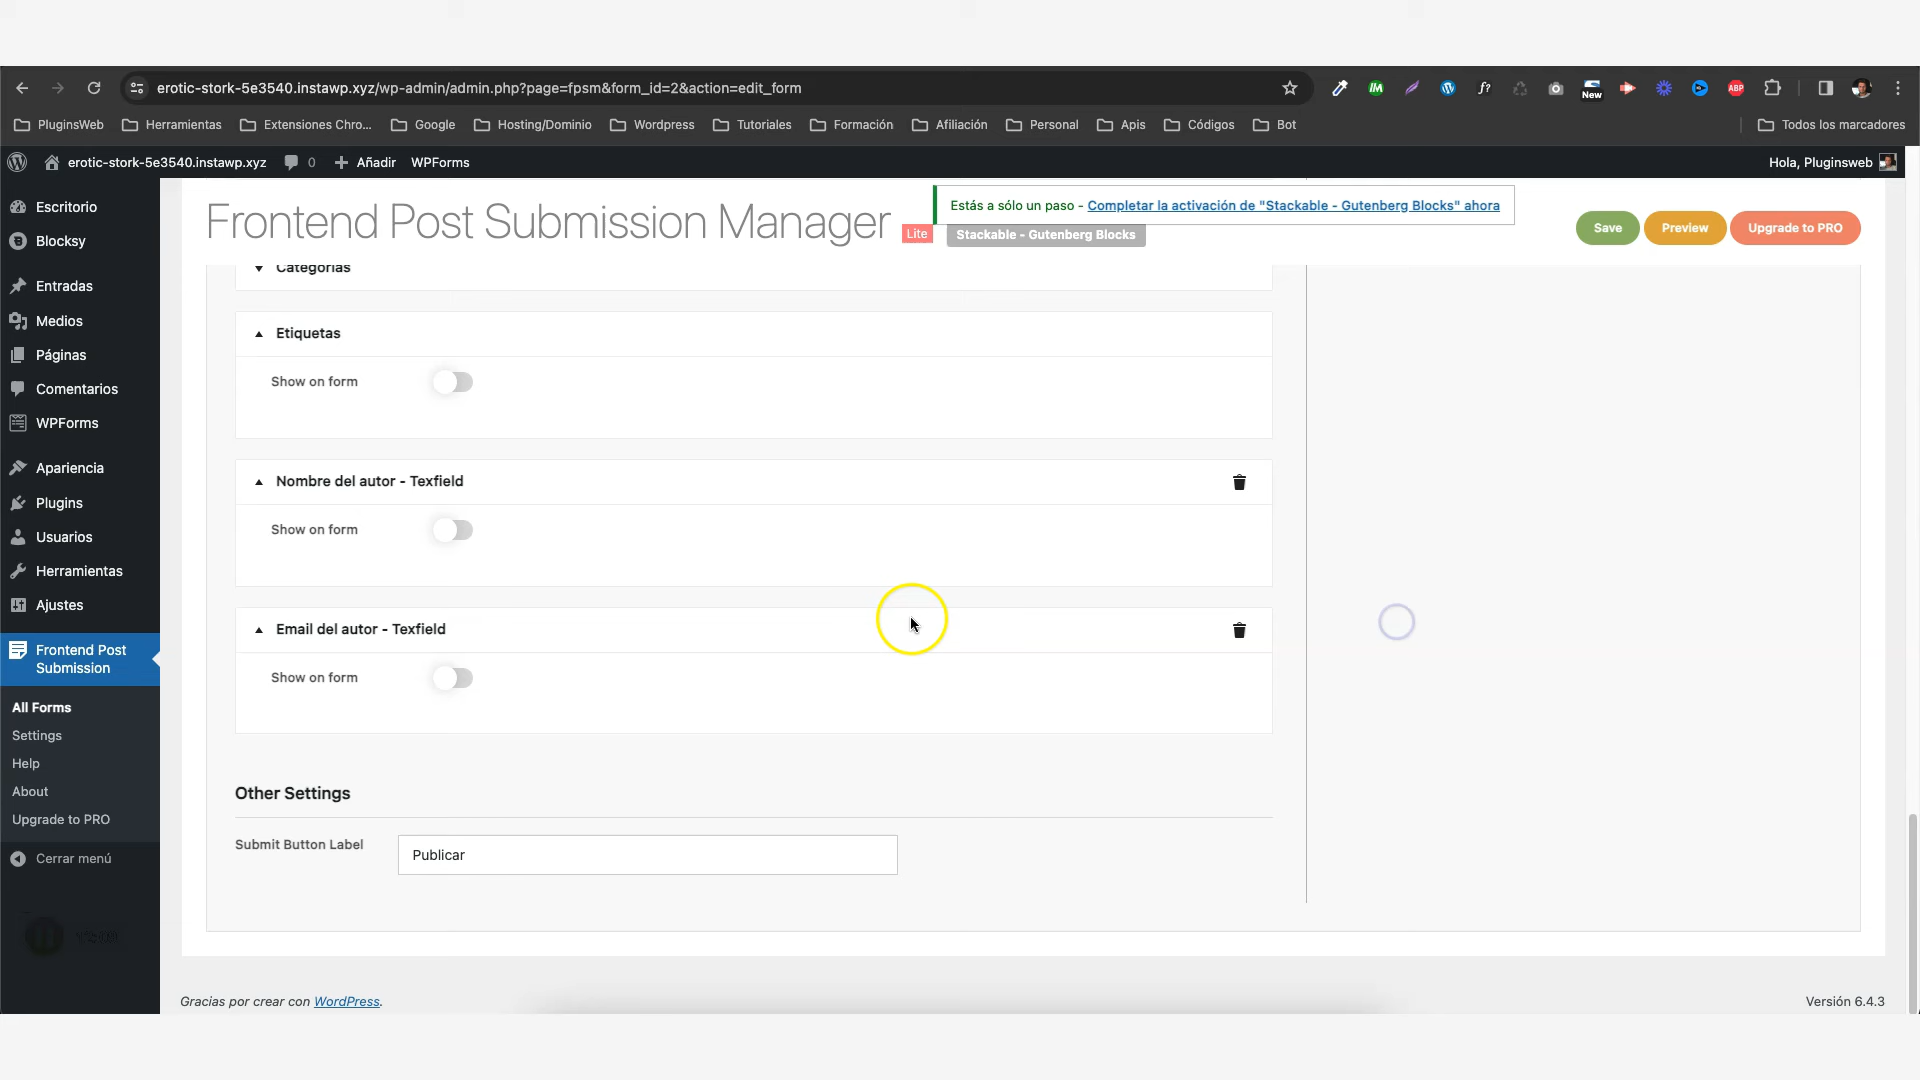 erotic-stork-5e3540.instawp.xyz/wp-admin/admin.php?page=fpsm&form_id=2&action=edit_form
New
ABP
PluginsWeb
Herramientas
Extensiones Chro...
Google
Hosting/Dominio
Wordpress
Tutoriales
Formación
Afiliación
Personal
Apis
Códigos
Bot
Todos los marcadores
erotic-stork-5e3540.instawp.xyz
0
Añadir
WPForms
Hola, Pluginsweb
Escritorio
Blocksy
Entradas
Medios
Páginas
Comentarios
WPForms
Apariencia
Plugins
Usuarios
Herramientas
Ajustes
Frontend Post
Submission
All Forms
Settings
Help
About
Upgrade to PRO
Cerrar menú
Frontend Post Submission Manager
Lite
Estás a sólo un paso - Completar la activación de "Stackable - Gutenberg Blocks" ahora
Stackable - Gutenberg Blocks
Save
Preview
Upgrade to PRO
Categorías
Etiquetas
Show on form
Nombre del autor - Texfield
Show on form
Email del autor - Texfield
Show on form
Other Settings
Submit Button Label
Publicar
Gracias por crear con WordPress.
Versión 6.4.3